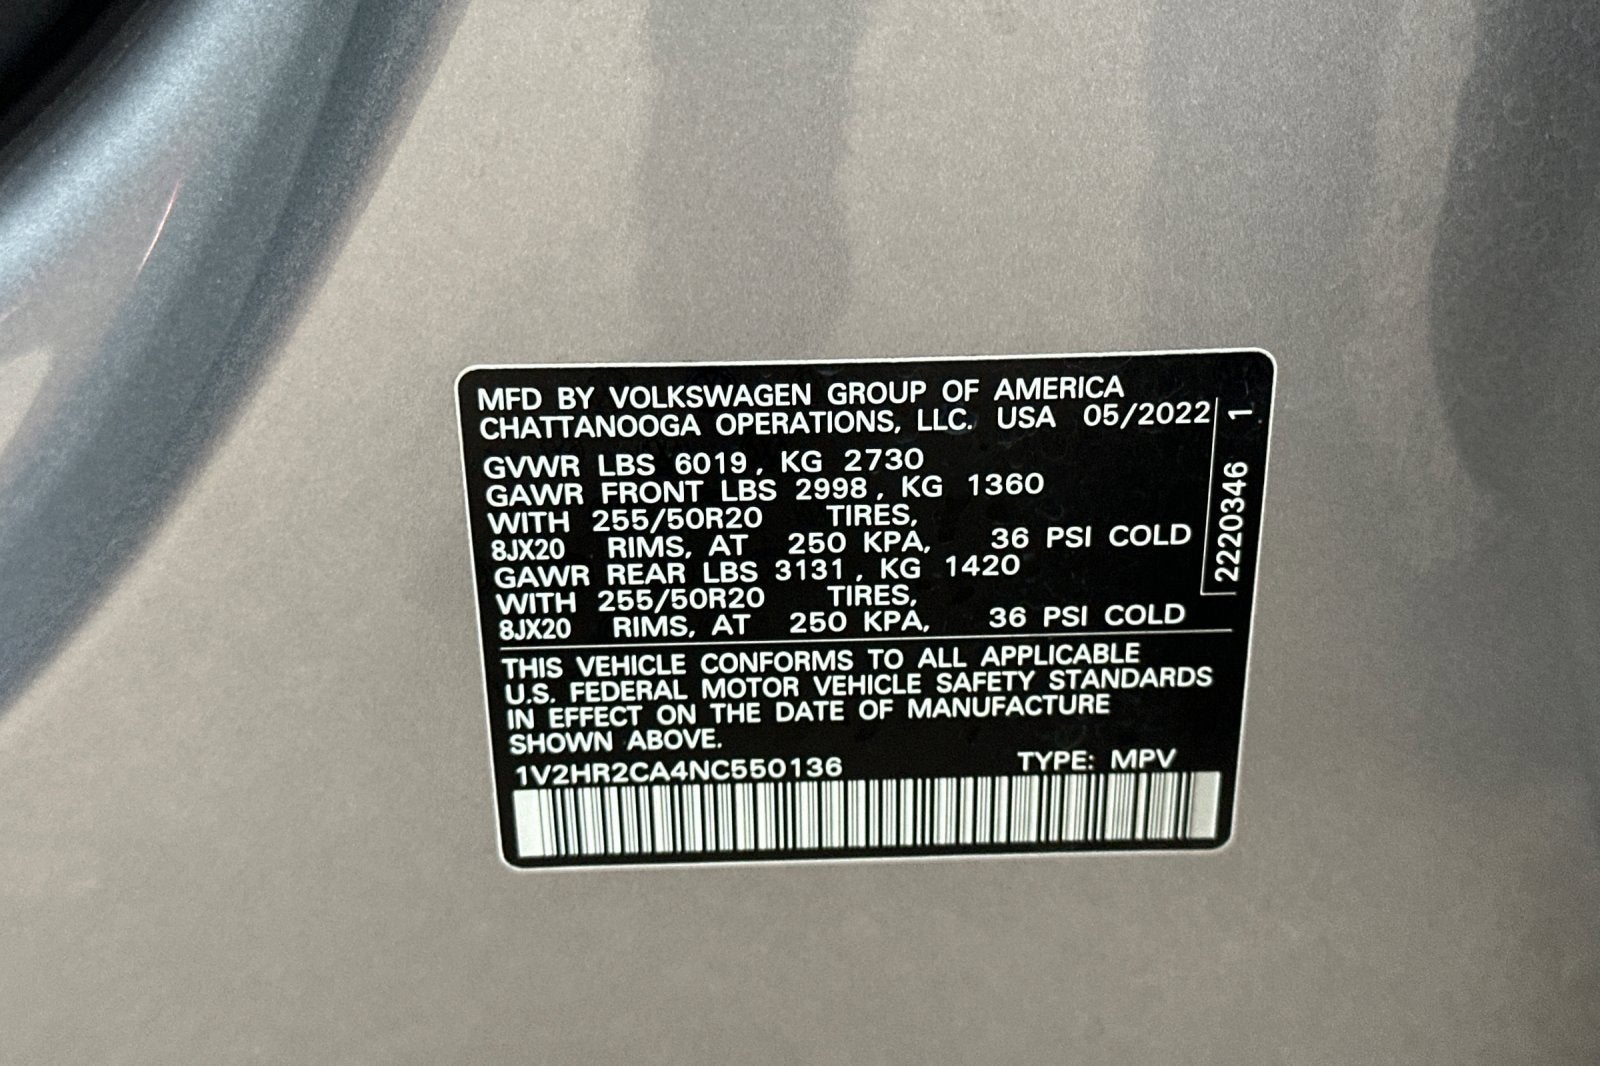 MFD BY VOLKSWAGEN GROUP OF AMERICA
CHATTANOOGA OPERATIONS, LLC. USA 05/2022
GVWR LBS 6019, KG 2730
GAWR FRONT LBS 2998, KG 1360
WITH 255/50R20 TIRES,
8JX20 RIMS, AT 250 KPA, 36 PSI COLD
GAWR REAR LBS 3131, KG 1420
WITH 255/50R20 TIRES,
8JX20 RIMS, AT 250 KPA, 36 PSI COLD
2220346 1
THIS VEHICLE CONFORMS TO ALL APPLICABLE
U.S. FEDERAL MOTOR VEHICLE SAFETY STANDARDS
IN EFFECT ON THE DATE OF MANUFACTURE
SHOWN ABOVE.
1V2HR2CA4NC550136 TYPE: MPV